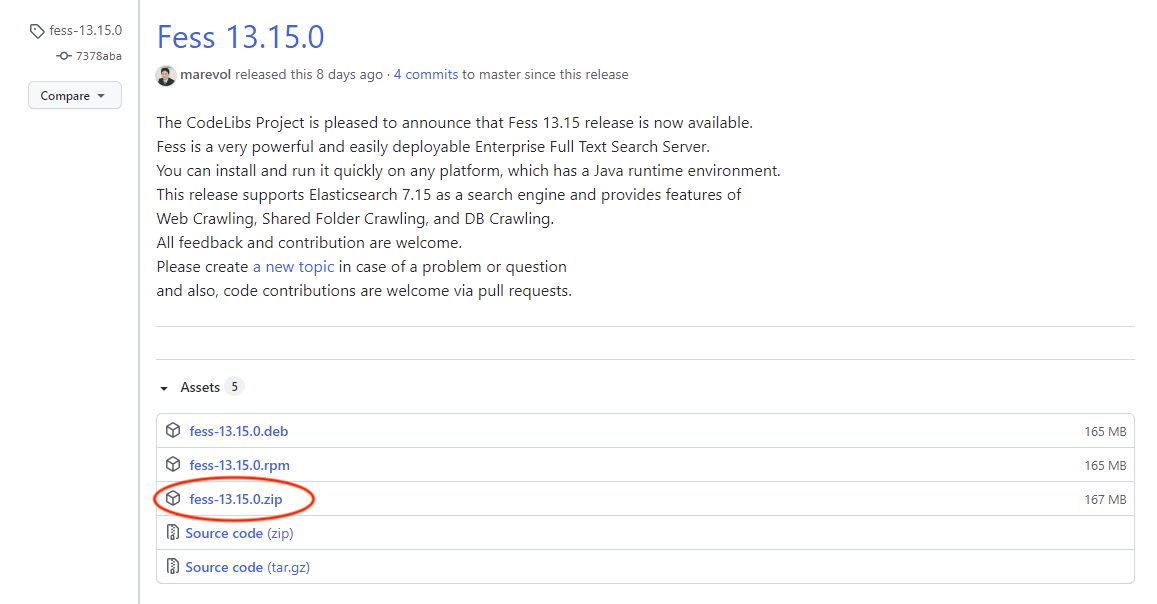 fess-13.15.0
7378aba
Compare
Fess 13.15.0
marevol released this 8 days ago · 4 commits to master since this release
The CodeLibs Project is pleased to announce that Fess 13.15 release is now available.
Fess is a very powerful and easily deployable Enterprise Full Text Search Server.
You can install and run it quickly on any platform, which has a Java runtime environment.
This release supports Elasticsearch 7.15 as a search engine and provides features of
Web Crawling, Shared Folder Crawling, and DB Crawling.
All feedback and contribution are welcome.
Please create a new topic in case of a problem or question
and also, code contributions are welcome via pull requests.
Assets 5
fess-13.15.0.deb 165 MB
fess-13.15.0.rpm 165 MB
fess-13.15.0.zip 167 MB
Source code (zip)
Source code (tar.gz)